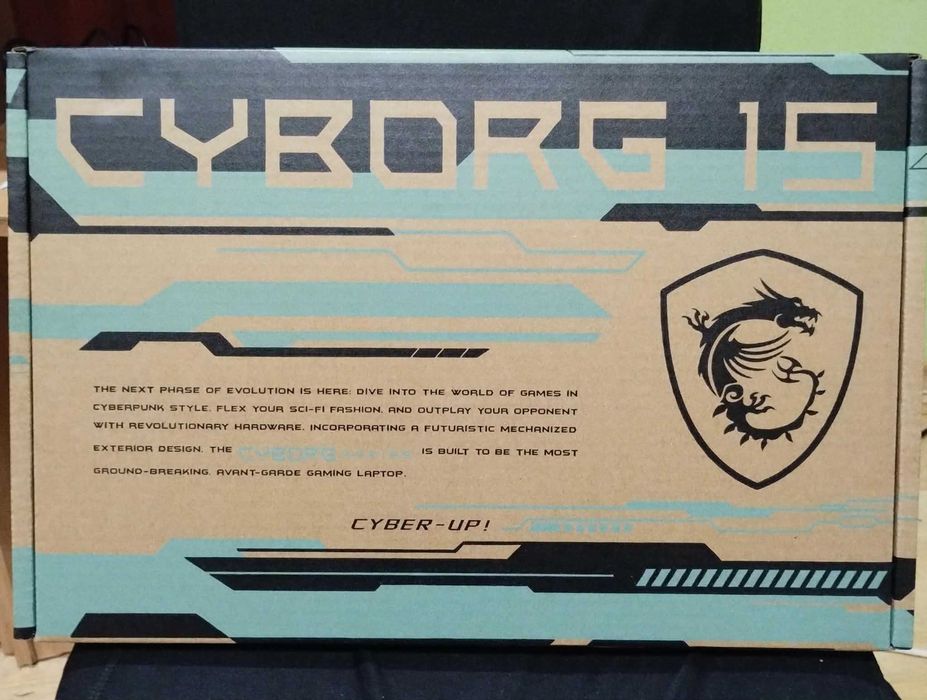 CYBORG 15
THE NEXT PHASE OF EVOLUTION IS HERE: DIVE INTO THE WORLD OF GAMES IN
CYBERPUNK STYLE, FLEX YOUR SCI-FI FASHION, AND OUTPLAY YOUR OPPONENT
WITH REVOLUTIONARY HARDWARE. INCORPORATING A FUTURISTIC MECHANIZED
EXTERIOR DESIGN, THE CYBORG SERIES IS BUILT TO BE THE MOST
GROUND-BREAKING, AVANT-GARDE GAMING LAPTOP.
CYBER-UP!